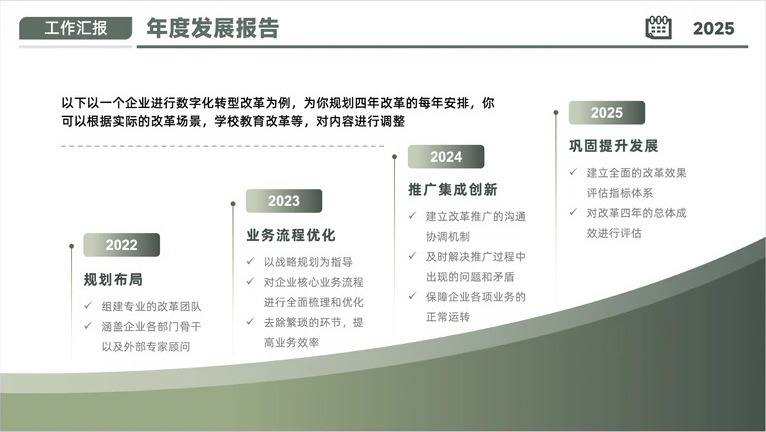 工作汇报
年度发展报告
2025
以下以一个企业进行数字化转型改革为例，为你规划四年改革的每年安排，你
可以根据实际的改革场景，学校教育改革等，对内容进行调整
2022
规划布局
组建专业的改革团队
涵盖企业各部门骨干
以及外部专家顾问
2023
业务流程优化
以战略规划为指导
对企业核心业务流程
进行全面梳理和优化
去除繁琐的环节，提
高业务效率
2024
推广集成创新
建立改革推广的沟通
协调机制
及时解决推广过程中
出现的问题和矛盾
保障企业各项业务的
正常运转
2025
巩固提升发展
建立全面的改革效果
评估指标体系
对改革四年的总体成
效进行评估